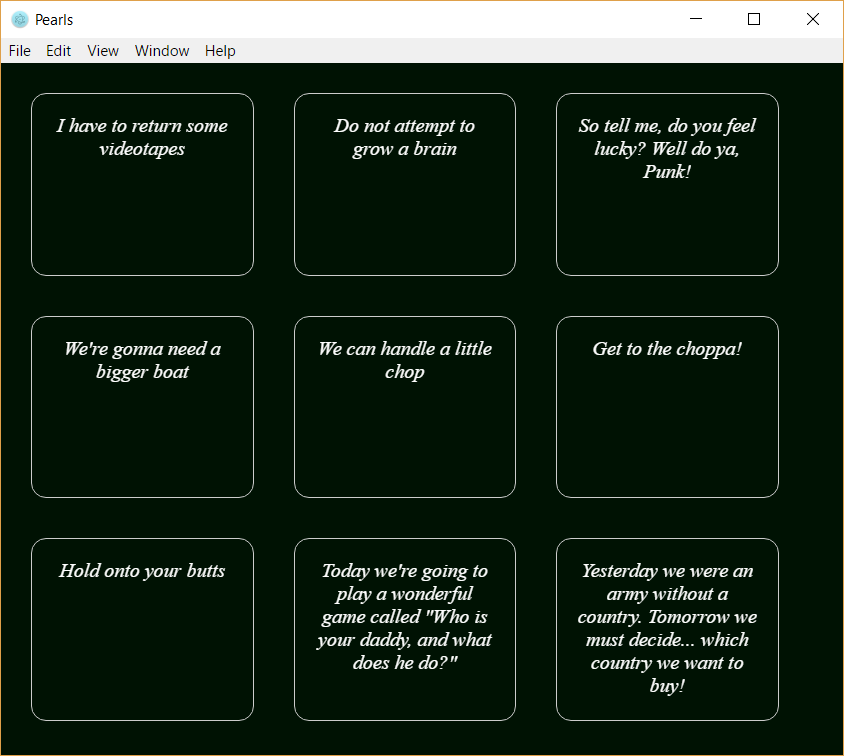 Pearls
File Edit View Window Help
I have to return some
videotapes
Do not attempt to
grow a brain
So tell me, do you feel
lucky? Well do ya,
Punk!
We're gonna need a
bigger boat
We can handle a little
chop
Get to the choppa!
Hold onto your butts
Today we're going to
play a wonderful
game called "Who is
your daddy, and what
does he do?"
Yesterday we were an
army without a
country. Tomorrow we
must decide... which
country we want to
buy!